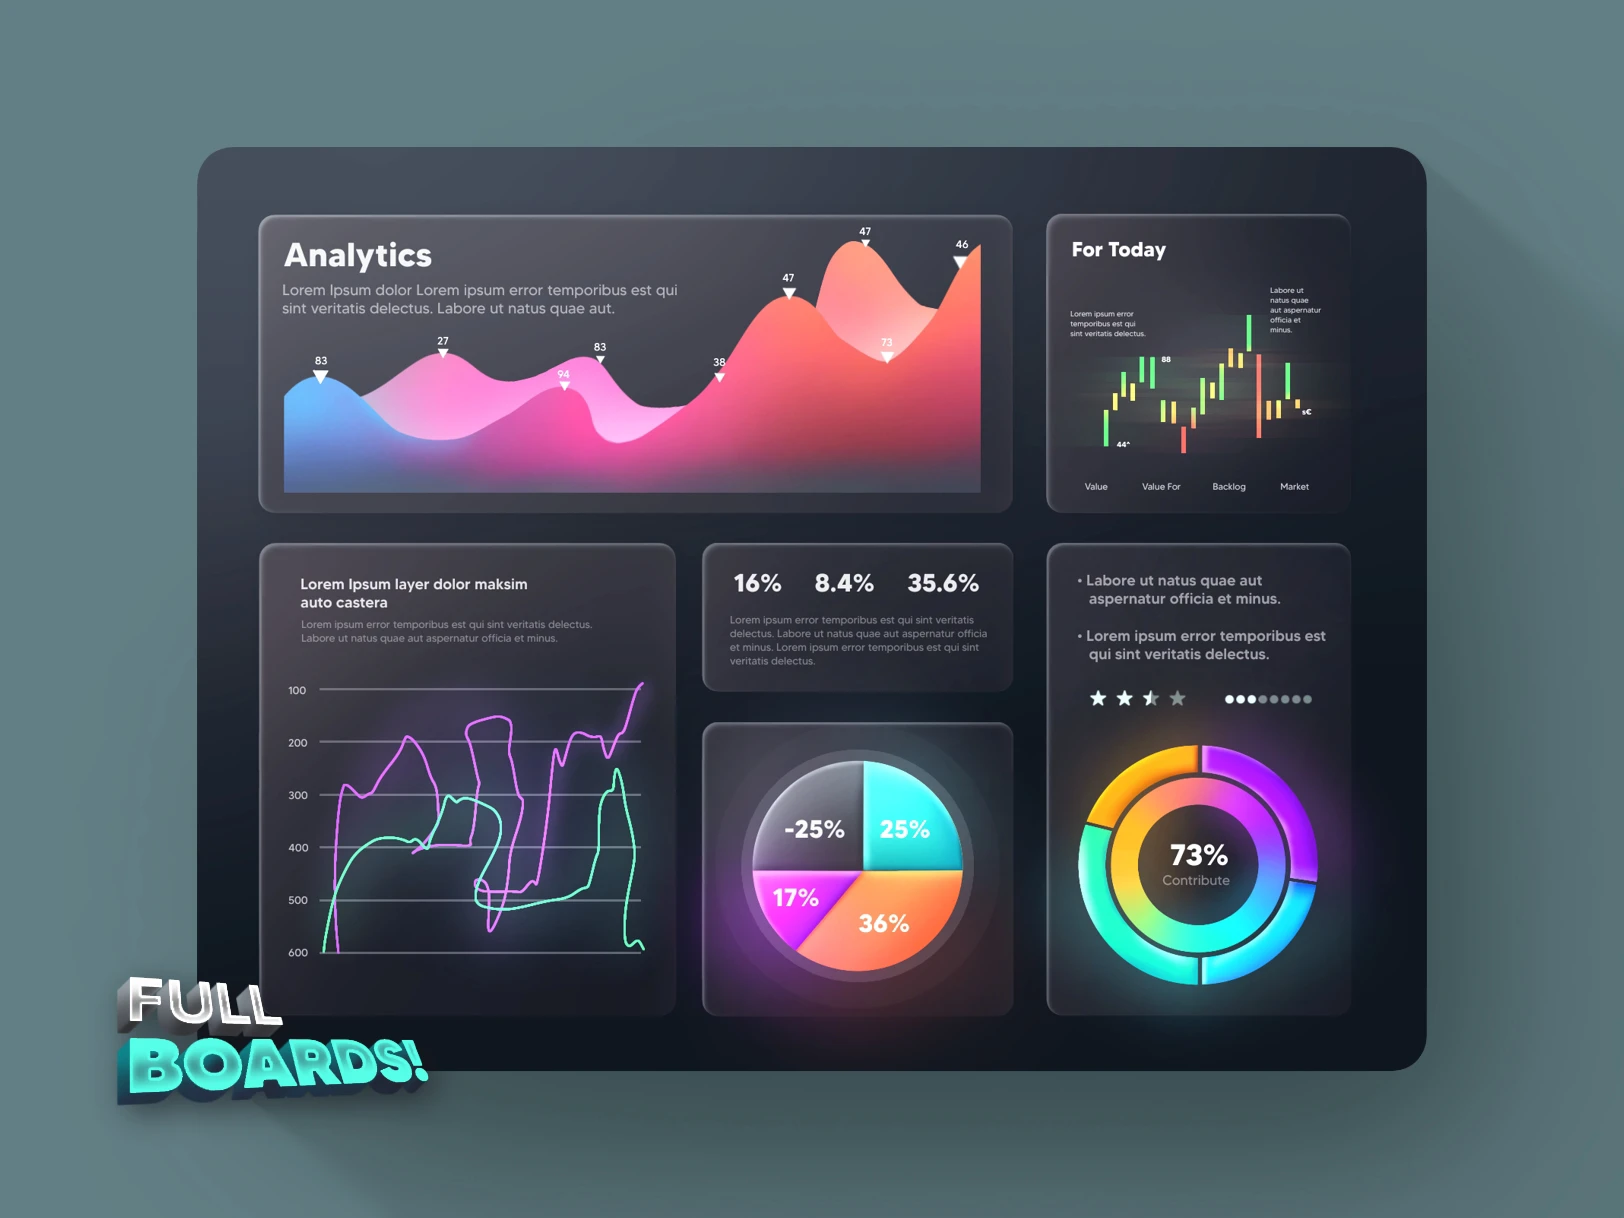 Analytics
Lorem Ipsum dolor Lorem ipsum error temporibus est qui
sint veritatis delectus. Labore ut natus quae aut.
83
27
94
83
38
47
47
73
46
For Today
Lorem ipsum error
temporibus est qui
sint veritatis delectus.
Labore ut
natus quae
aut aspernatur
officia et
minus.
88
44^
s€
Value
Value For
Backlog
Market
Lorem Ipsum layer dolor maksim
auto castera
Lorem ipsum error temporibus est qui sint veritatis delectus.
Labore ut natus quae aut aspernatur officia et minus.
100
200
300
400
500
600
16% 8.4% 35.6%
Lorem ipsum error temporibus est qui sint veritatis
delectus. Labore ut natus quae aut aspernatur officia
et minus. Lorem ipsum error temporibus est qui sint
veritatis delectus.
-25%
25%
17%
36%
• Labore ut natus quae aut
aspernatur officia et minus.
• Lorem ipsum error temporibus est
qui sint veritatis delectus.
73%
Contribute
FULL
BOARDS!